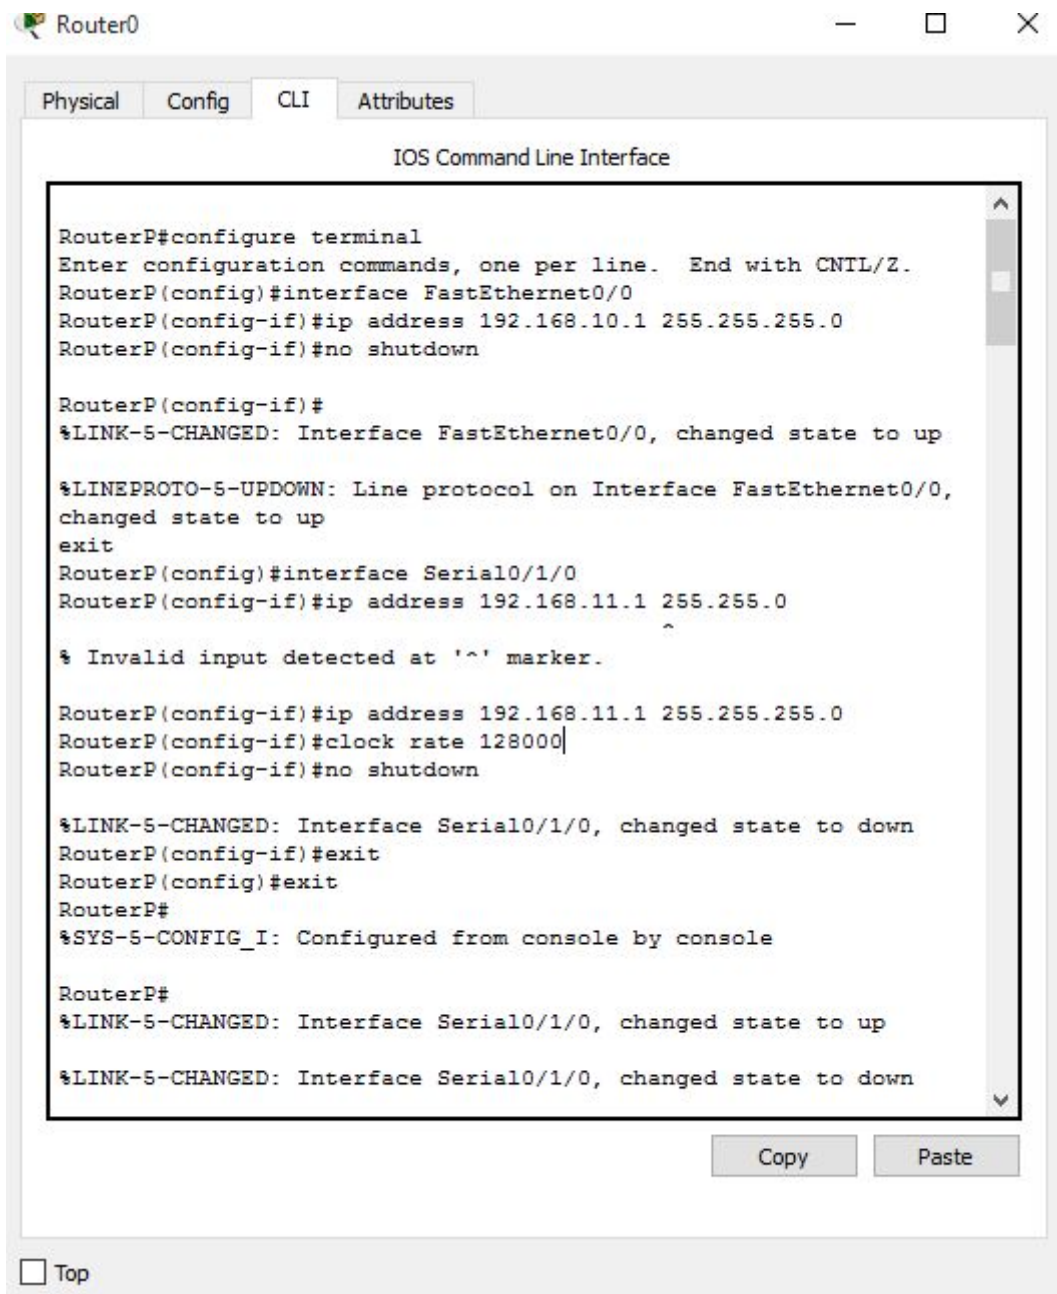 Router0
Physical Config CLI Attributes
IOS Command Line Interface
RouterP#configure terminal
Enter configuration commands, one per line.  End with CNTL/Z.
RouterP(config)#interface FastEthernet0/0
RouterP(config-if)#ip address 192.168.10.1 255.255.255.0
RouterP(config-if)#no shutdown
RouterP(config-if)#
%LINK-5-CHANGED: Interface FastEthernet0/0, changed state to up
%LINEPROTO-5-UPDOWN: Line protocol on Interface FastEthernet0/0,
changed state to up
exit
RouterP(config)#interface Serial0/1/0
RouterP(config-if)#ip address 192.168.11.1 255.255.0
^
% Invalid input detected at '^' marker.
RouterP(config-if)#ip address 192.168.11.1 255.255.255.0
RouterP(config-if)#clock rate 128000
RouterP(config-if)#no shutdown
%LINK-5-CHANGED: Interface Serial0/1/0, changed state to down
RouterP(config-if)#exit
RouterP(config)#exit
RouterP#
%SYS-5-CONFIG_I: Configured from console by console
RouterP#
%LINK-5-CHANGED: Interface Serial0/1/0, changed state to up
%LINK-5-CHANGED: Interface Serial0/1/0, changed state to down
Copy Paste
Top